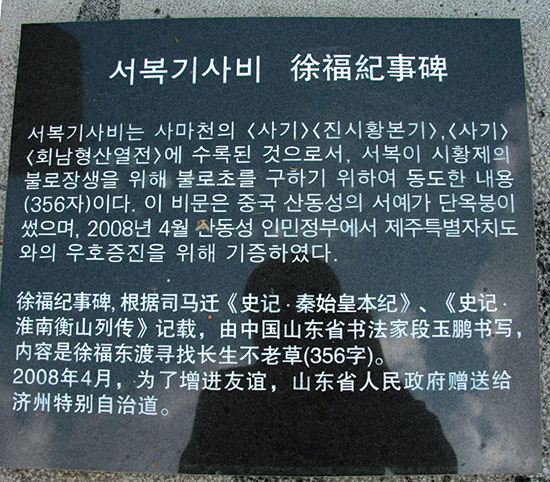 서복기사비 徐福紀事碑
서복기사비는 사마천의 〈사기〉〈진시황본기〉,〈사기〉
〈회남형산열전〉에 수록된 것으로서, 서복이 시황제의
불로장생을 위해 불로초를 구하기 위하여 동도한 내용
(356자)이다. 이 비문은 중국 산동성의 서예가 단옥붕이
썼으며, 2008년 4월 산동성 인민정부에서 제주특별자치도
와의 우호증진을 위해 기증하였다.
徐福纪事碑, 根据司马迁《史记·秦始皇本纪》、《史记·
淮南衡山列传》记载，由中国山东省书法家段玉鹏书写，
内容是徐福东渡寻找长生不老草(356字)。
2008年4月，为了增进友谊，山东省人民政府赠送给
济州特别自治道。